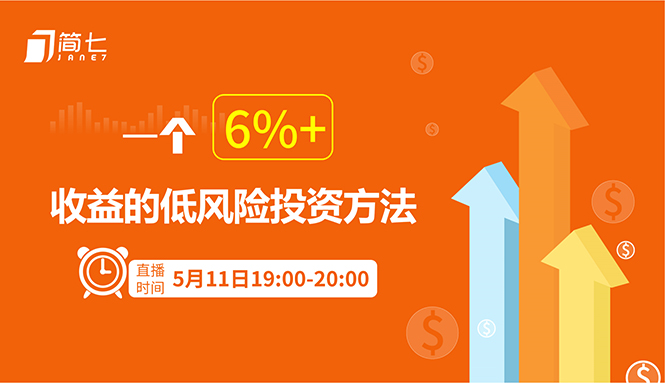 简七
JANE7
一个 6%+
收益的低风险投资方法
直播
时间
5月11日19:00-20:00